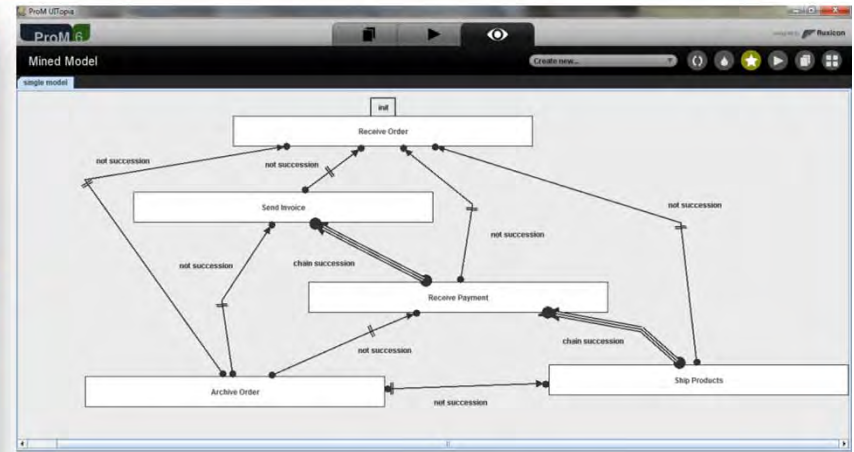 ProM UITopia
ProM 6
fluxicon
Mined Model
Create new...
single model
init
Receive Order
not succession
not succession
Send Invoice
not succession
not succession
not succession
chain succession
Receive Payment
chain succession
not succession
Ship Products
Archive Order
not succession